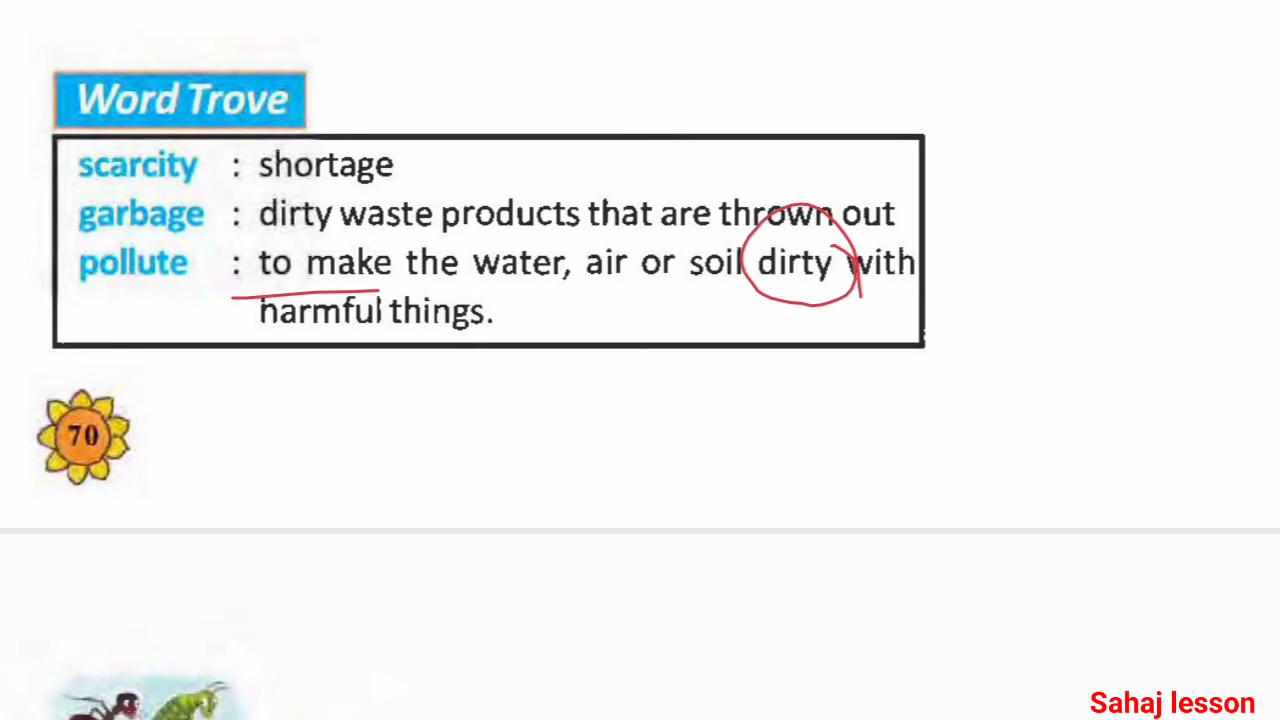 Word Trove
scarcity : shortage
garbage : dirty waste products that are thrown out
pollute : to make the water, air or soil dirty with
harmful things.
70
Sahaj lesson